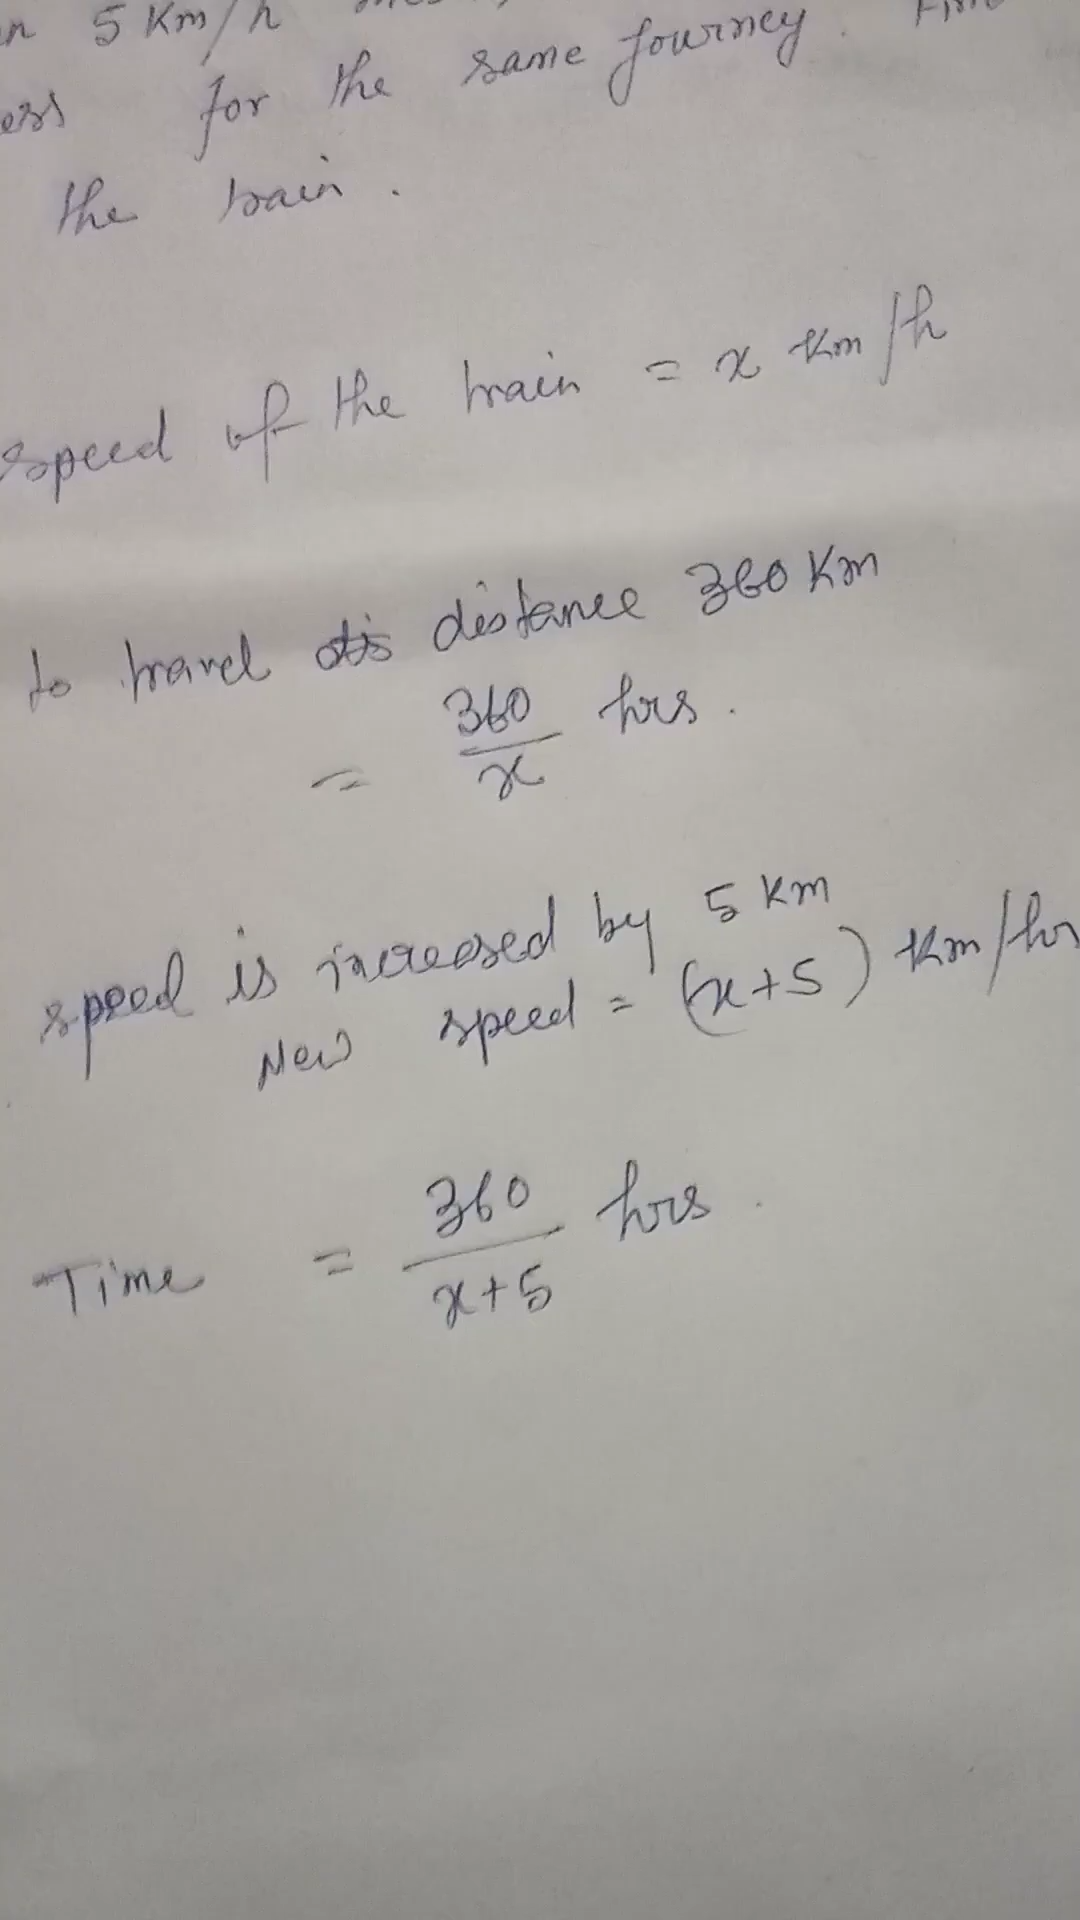 5 Km/h
for the same journey.
the train.
speed of the train = x km/h
to travel distance 360 Km
= 360/x hrs.
speed is increased by 5 km
New speed = (x+5) km/hr
Time = 360/x+5 hrs.